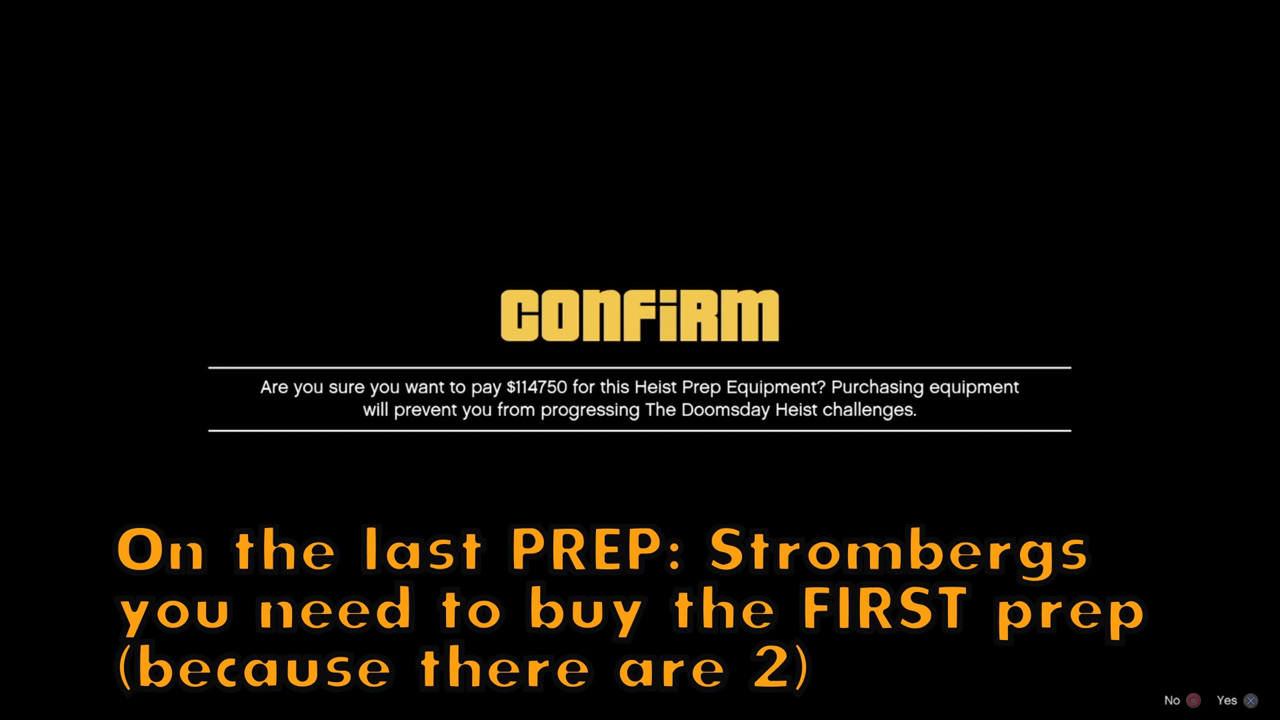 CONFIRM
Are you sure you want to pay $114750 for this Heist Prep Equipment? Purchasing equipment
will prevent you from progressing The Doomsday Heist challenges.
On the last PREP: Strombergs
you need to buy the FIRST prep
(because there are 2)
No Yes